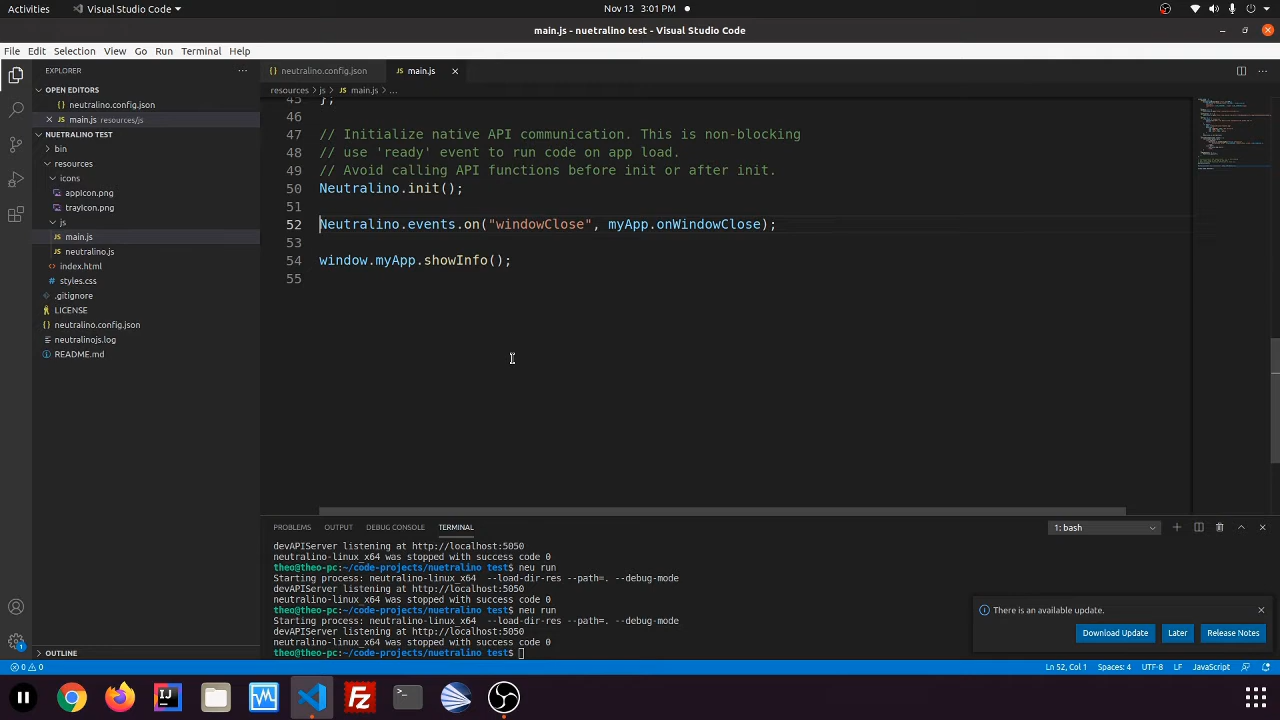 Activities
Visual Studio Code
Nov 13 3:01 PM
main.js - nuetralino test - Visual Studio Code
File Edit Selection View Go Run Terminal Help
EXPLORER
OPEN EDITORS
neutralino.config.json
main.js resources/js
NUETRALINO TEST
bin
resources
icons
appIcon.png
trayIcon.png
js
main.js
neutralino.js
index.html
styles.css
.gitignore
LICENSE
neutralino.config.json
neutralinojs.log
README.md
OUTLINE
neutralino.config.json
main.js
resources > js > main.js > ...
45 };
46
47 // Initialize native API communication. This is non-blocking
48 // use 'ready' event to run code on app load.
49 // Avoid calling API functions before init or after init.
50 Neutralino.init();
51
52 Neutralino.events.on("windowClose", myApp.onWindowClose);
53
54 window.myApp.showInfo();
55
PROBLEMS OUTPUT DEBUG CONSOLE TERMINAL
1: bash
devAPIServer listening at http://localhost:5050
neutralino-linux_x64 was stopped with success code 0
theo@theo-pc:~/code-projects/nuetralino test$ neu run
Starting process: neutralino-linux_x64 --load-dir-res --path=. --debug-mode
devAPIServer listening at http://localhost:5050
neutralino-linux_x64 was stopped with success code 0
theo@theo-pc:~/code-projects/nuetralino test$ neu run
Starting process: neutralino-linux_x64 --load-dir-res --path=. --debug-mode
devAPIServer listening at http://localhost:5050
neutralino-linux_x64 was stopped with success code 0
theo@theo-pc:~/code-projects/nuetralino test$
There is an available update.
Download Update
Later
Release Notes
0 0
Ln 52, Col 1
Spaces: 4
UTF-8
LF
JavaScript